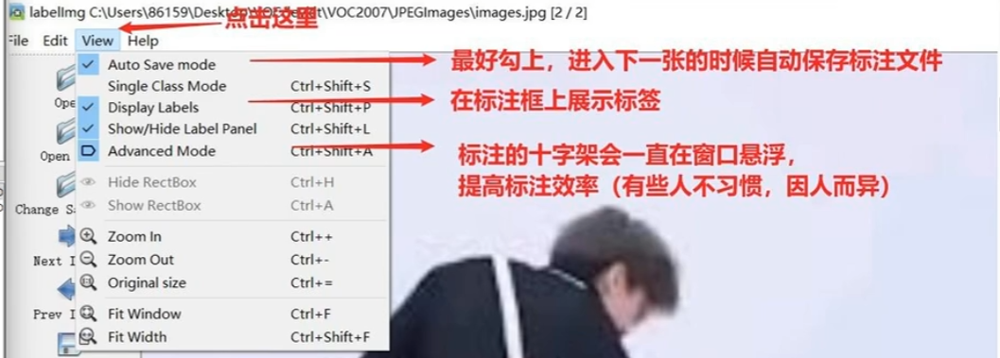 labelImg C:\Users\86159\Desktop\VOCdevkit\VOC2007\JPEGImages\images.jpg [2 / 2]
点击这里
File Edit View Help
Auto Save mode
最好勾上，进入下一张的时候自动保存标注文件
Single Class Mode Ctrl+Shift+S
Display Labels Ctrl+Shift+P
在标注框上展示标签
Show/Hide Label Panel Ctrl+Shift+L
Advanced Mode Ctrl+Shift+A
标注的十字架会一直在窗口悬浮，
提高标注效率（有些人不习惯，因人而异）
Ope
Open
Change S
Next I
Prev I
Hide RectBox Ctrl+H
Show RectBox Ctrl+A
Zoom In Ctrl++
Zoom Out Ctrl+-
Original size Ctrl+=
Fit Window Ctrl+F
Fit Width Ctrl+Shift+F